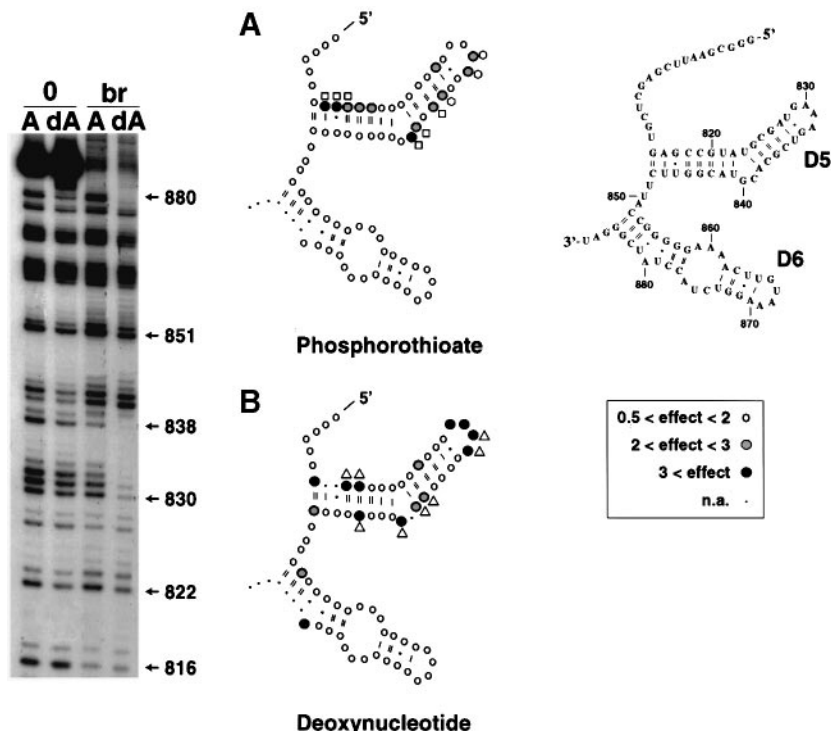 A
5'
5'
0 br
A dA A dA
GAGCUUAAGCGGG
830
820
D5
880
840
850
860
3'-UAGGG
D6
880
870
851
Phosphorothioate
B
5'
838
0.5 < effect < 2
2 < effect < 3
3 < effect
n.a.
830
822
816
Deoxynucleotide